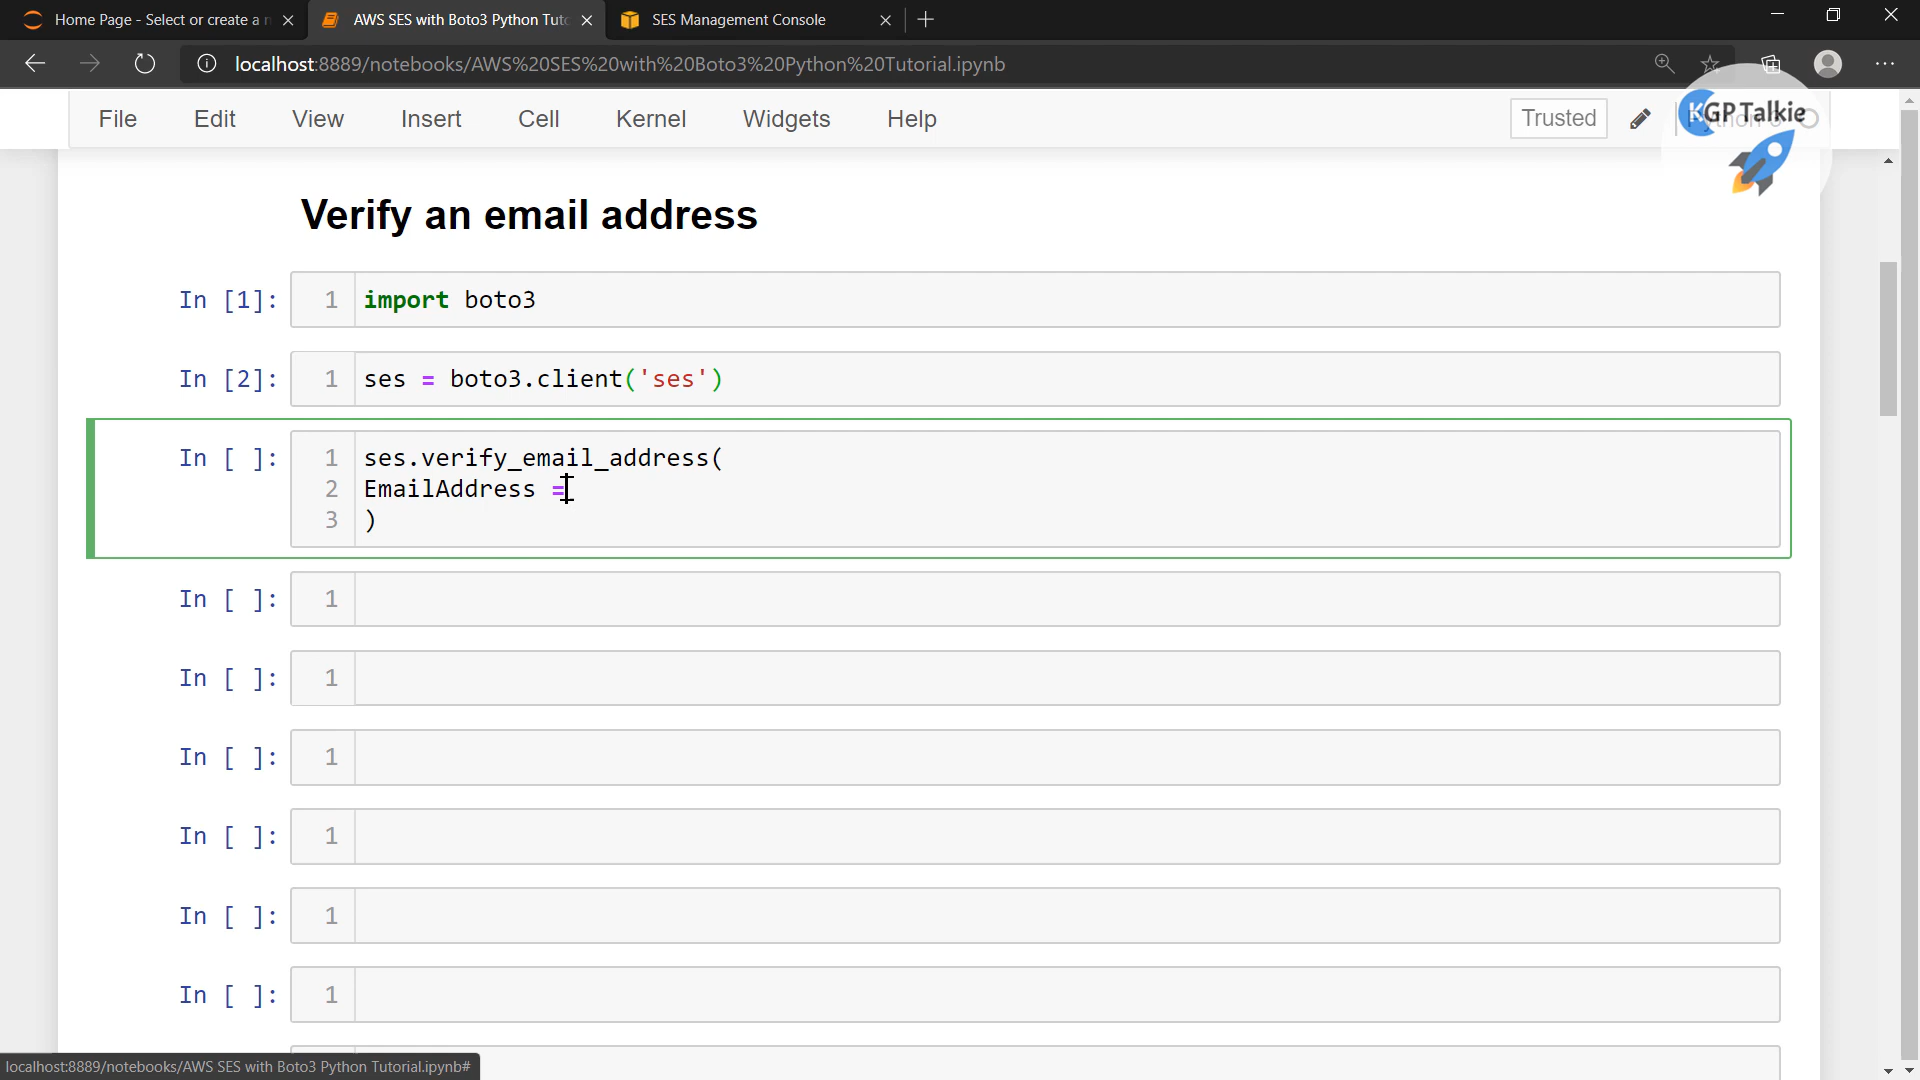 Home Page - Select or create a n
AWS SES with Boto3 Python Tuto
SES Management Console
localhost:8889/notebooks/AWS%20SES%20with%20Boto3%20Python%20Tutorial.ipynb
File Edit View Insert Cell Kernel Widgets Help
Trusted
KGPTalkie
Verify an email address
In [1]: 1 import boto3
In [2]: 1 ses = boto3.client('ses')
In [ ]: 1 ses.verify_email_address(
2 EmailAddress =
3 )
In [ ]: 1
In [ ]: 1
In [ ]: 1
In [ ]: 1
In [ ]: 1
In [ ]: 1
localhost:8889/notebooks/AWS SES with Boto3 Python Tutorial.ipynb#